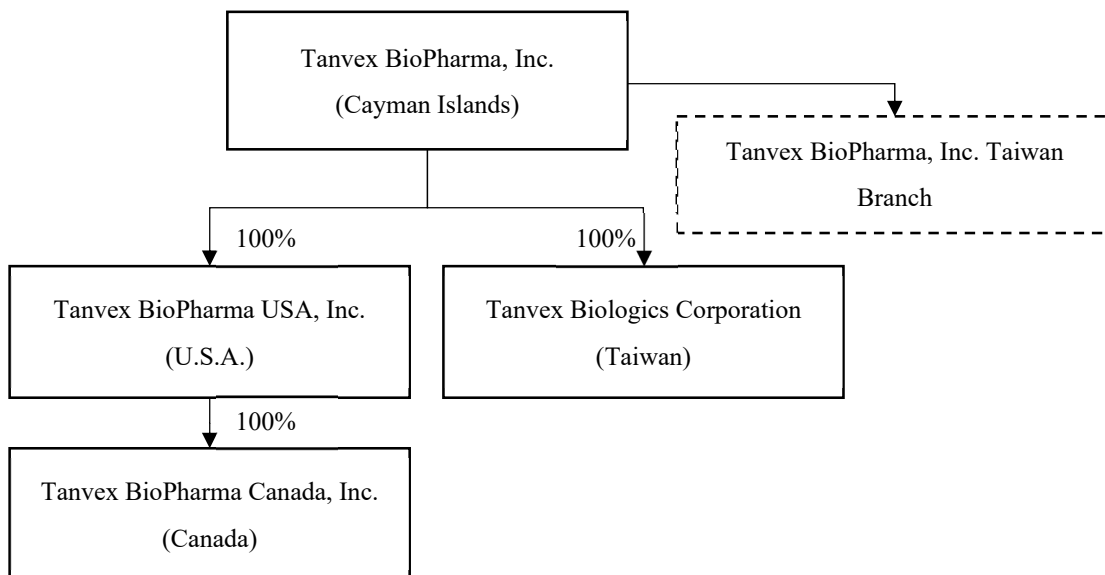 Tanvex BioPharma, Inc.
(Cayman Islands)
Tanvex BioPharma, Inc. Taiwan
Branch
100%
100%
Tanvex BioPharma USA, Inc.
(U.S.A.)
Tanvex Biologics Corporation
(Taiwan)
100%
Tanvex BioPharma Canada, Inc.
(Canada)